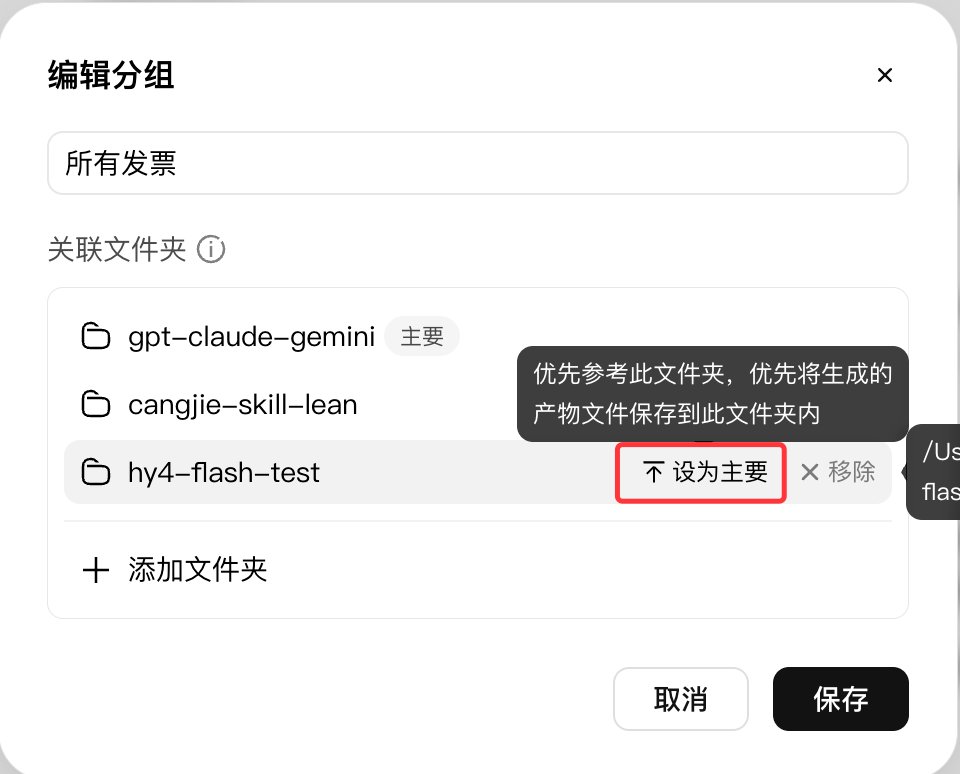 编辑分组
所有发票
关联文件夹
gpt-claude-gemini 主要
cangjie-skill-lean
优先参考此文件夹，优先将生成的
产物文件保存到此文件夹内
hy4-flash-test 设为主要 移除
/Us
flas
添加文件夹
取消 保存